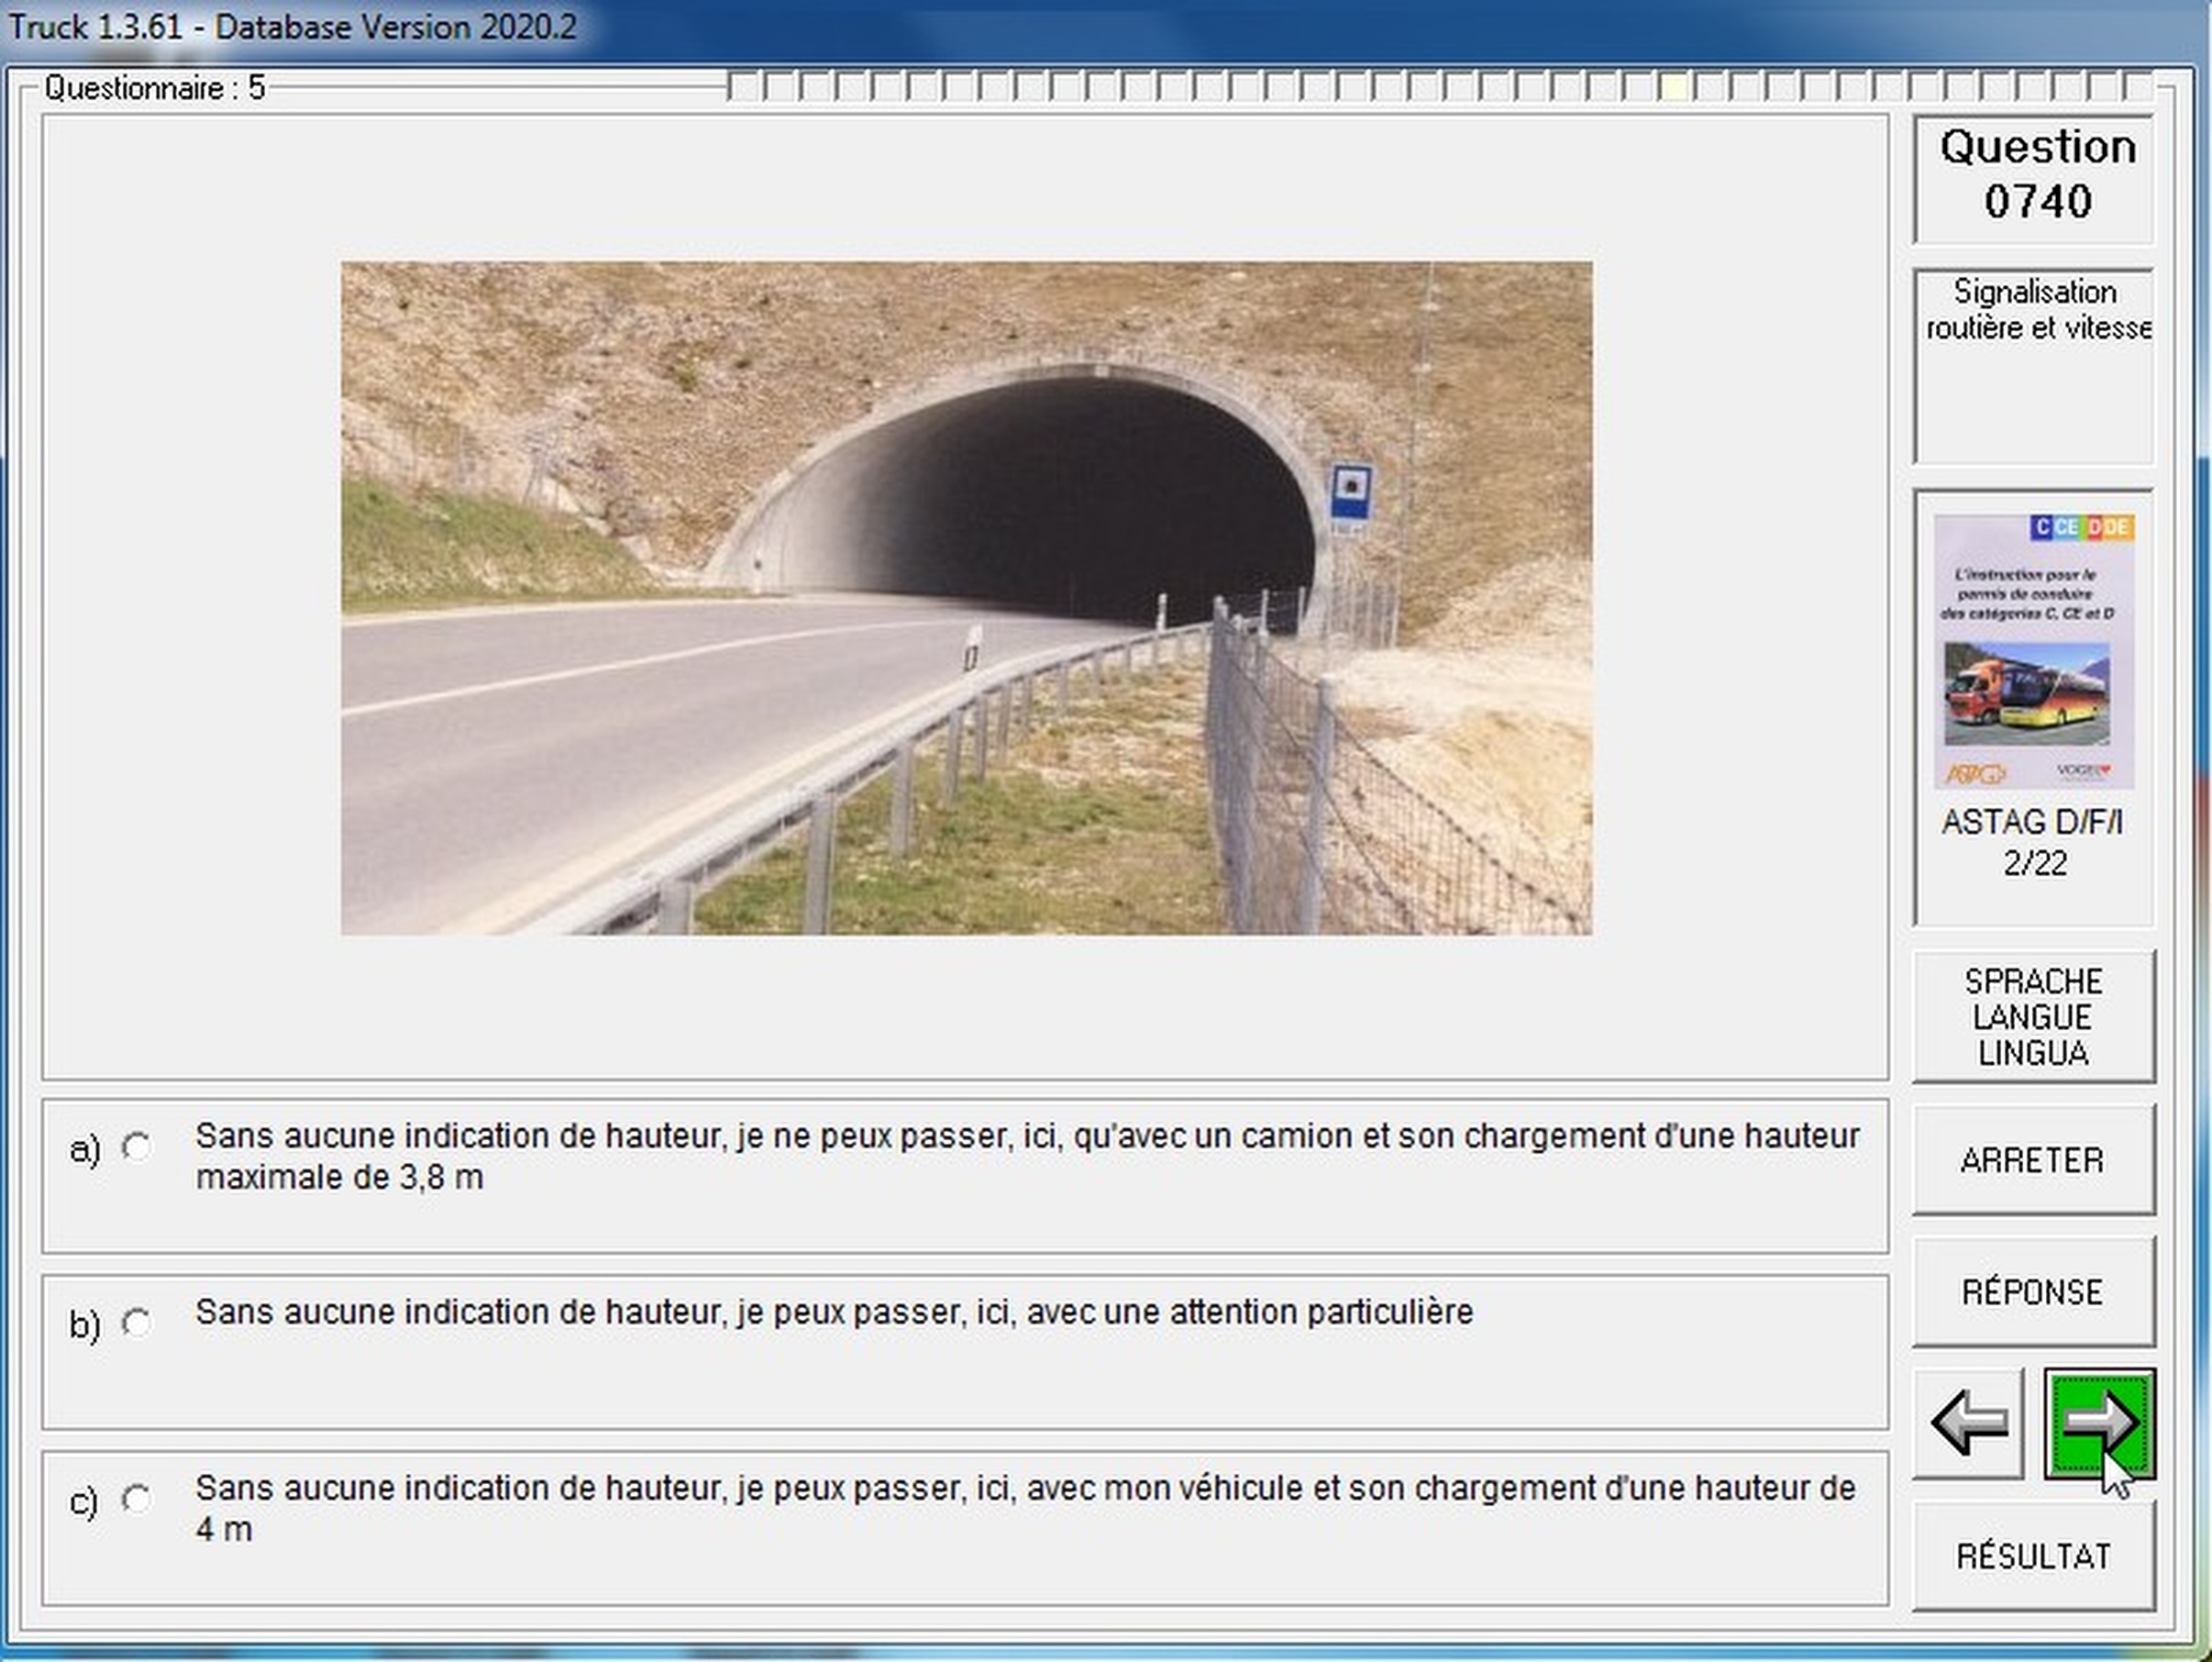 Truck 1.3.61 - Database Version 2020.2
Questionnaire : 5
Question
0740
Signalisation
routière et vitesse
C CE D DE
L'instruction pour le
permis de conduire
des catégories C, CE et D
ASTAG
VOGEL
ASTAG D/F/I
2/22
SPRACHE
LANGUE
LINGUA
ARRETER
RÉPONSE
RÉSULTAT
a) Sans aucune indication de hauteur, je ne peux passer, ici, qu'avec un camion et son chargement d'une hauteur
maximale de 3,8 m
b) Sans aucune indication de hauteur, je peux passer, ici, avec une attention particulière
c) Sans aucune indication de hauteur, je peux passer, ici, avec mon véhicule et son chargement d'une hauteur de
4 m